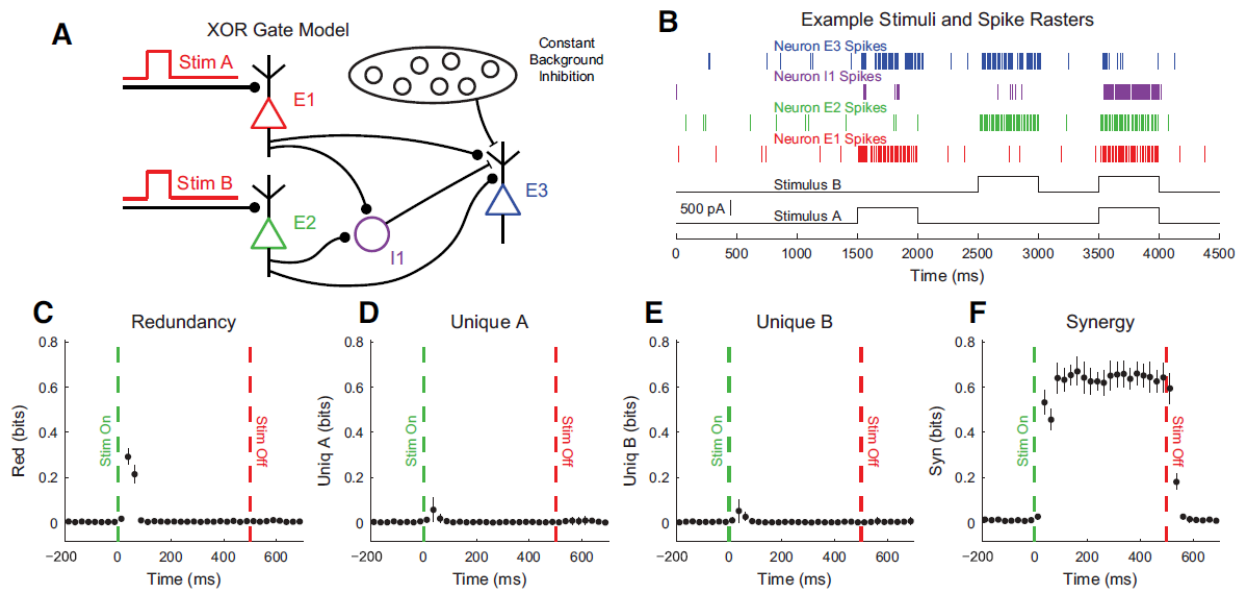 A
XOR Gate Model
Stim A
E1
Constant
Background
Inhibition
Stim B
E2
I1
E3
B
Example Stimuli and Spike Rasters
Neuron E3 Spikes
Neuron I1 Spikes
Neuron E2 Spikes
Neuron E1 Spikes
Stimulus B
500 pA
Stimulus A
0 500 1000 1500 2000 2500 3000 3500 4000 4500
Time (ms)
C
Redundancy
Red (bits)
0.8
0.6
0.4
0.2
0
Stim On
Stim Off
−200 0 200 400 600
Time (ms)
D
Unique A
Uniq A (bits)
0.8
0.6
0.4
0.2
0
Stim On
Stim Off
−200 0 200 400 600
Time (ms)
E
Unique B
Uniq B (bits)
0.8
0.6
0.4
0.2
0
Stim On
Stim Off
−200 0 200 400 600
Time (ms)
F
Synergy
Syn (bits)
0.8
0.6
0.4
0.2
0
Stim On
Stim Off
−200 0 200 400 600
Time (ms)